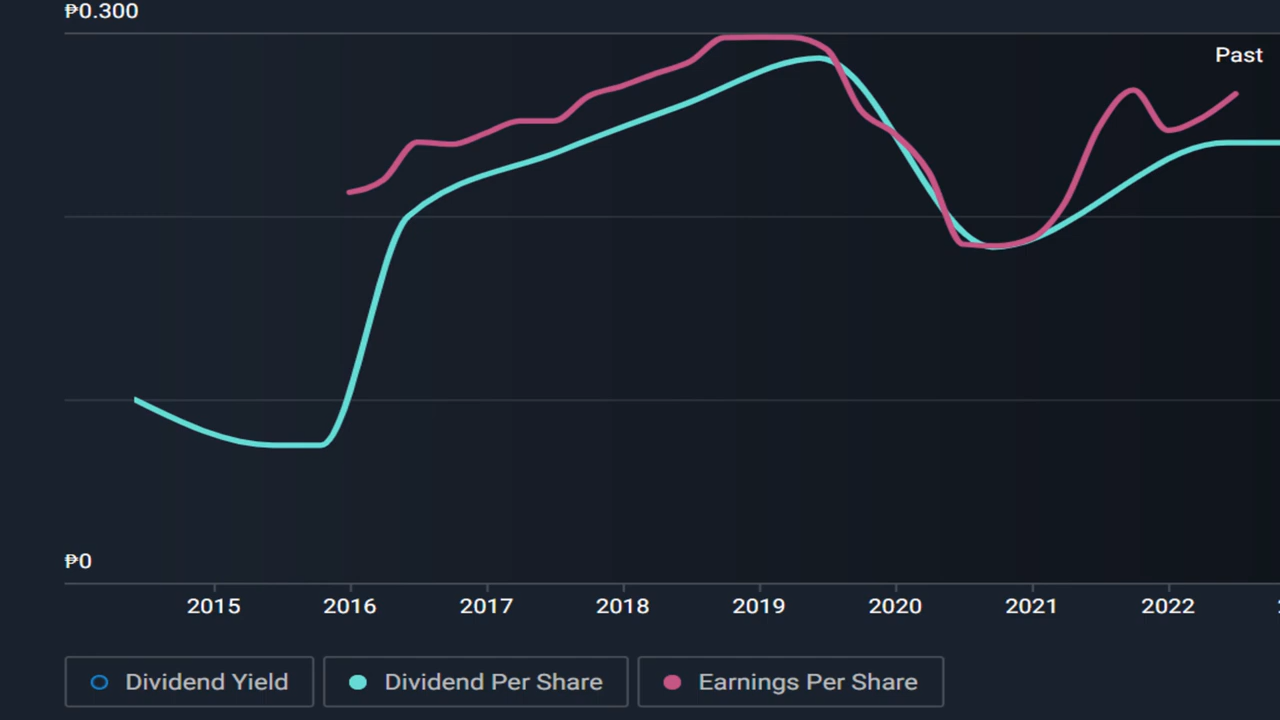 ₱0.300
Past
₱0
2015 2016 2017 2018 2019 2020 2021 2022
Dividend Yield Dividend Per Share Earnings Per Share